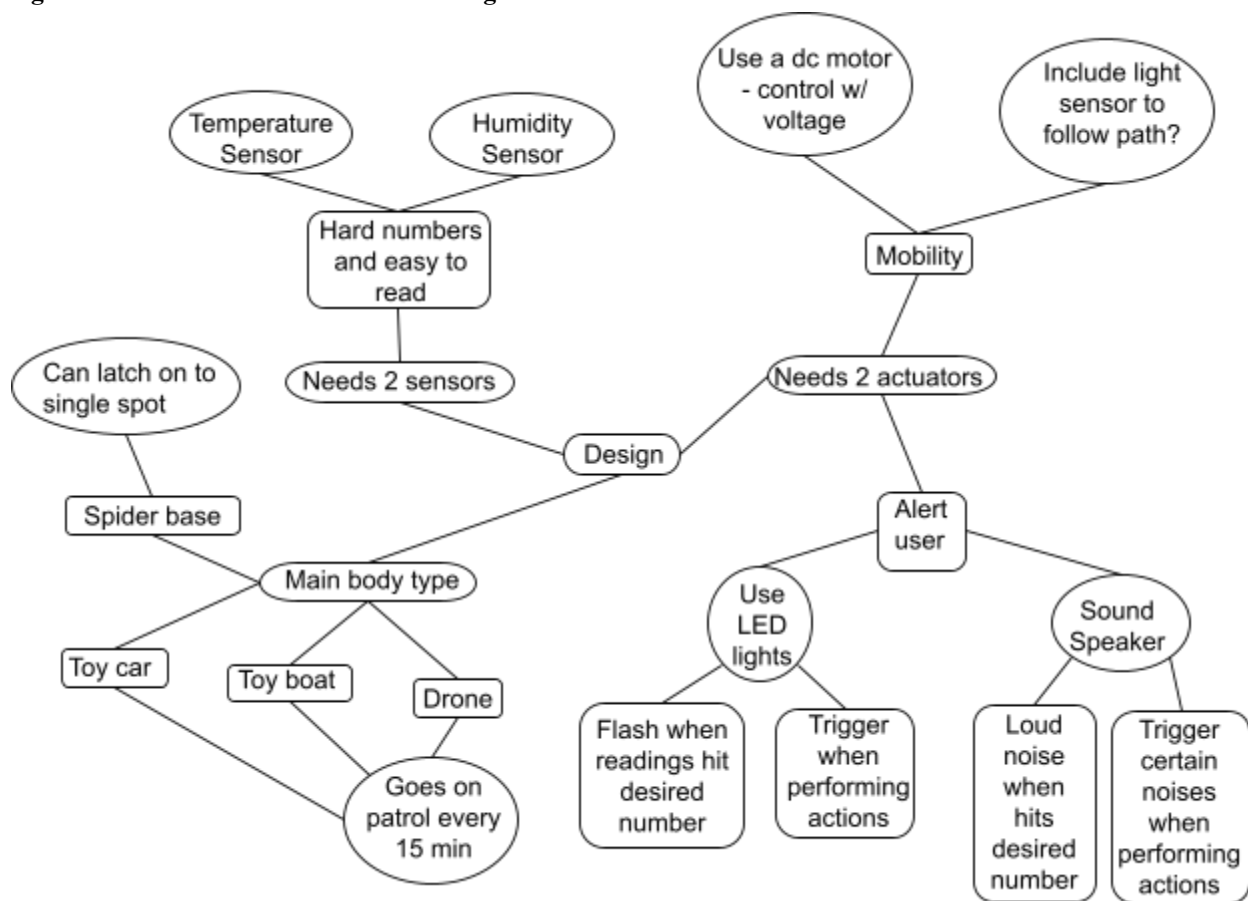 Use a dc motor
- control w/
voltage
Include light
sensor to
follow path?
Temperature
Sensor
Humidity
Sensor
Hard numbers
and easy to
read
Mobility
Can latch on to
single spot
Needs 2 sensors
Needs 2 actuators
Design
Spider base
Alert
user
Main body type
Use
LED
lights
Sound
Speaker
Toy car
Toy boat
Drone
Flash when
readings hit
desired
number
Trigger
when
performing
actions
Loud
noise
when
hits
desired
number
Trigger
certain
noises
when
performing
actions
Goes on
patrol every
15 min